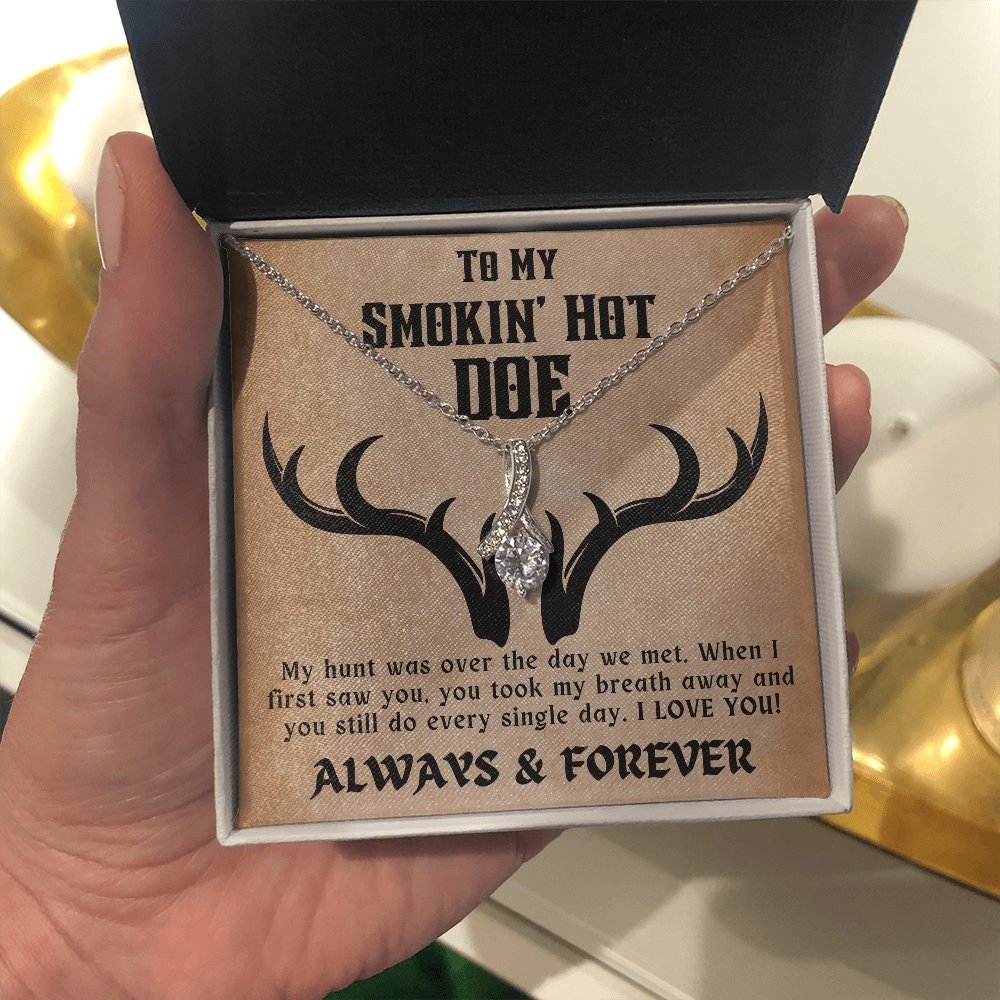 To My
Smokin' Hot
DOE
My hunt was over the day we met. When I
first saw you, you took my breath away and
you still do every single day. I LOVE YOU!
ALWAYS & FOREVER